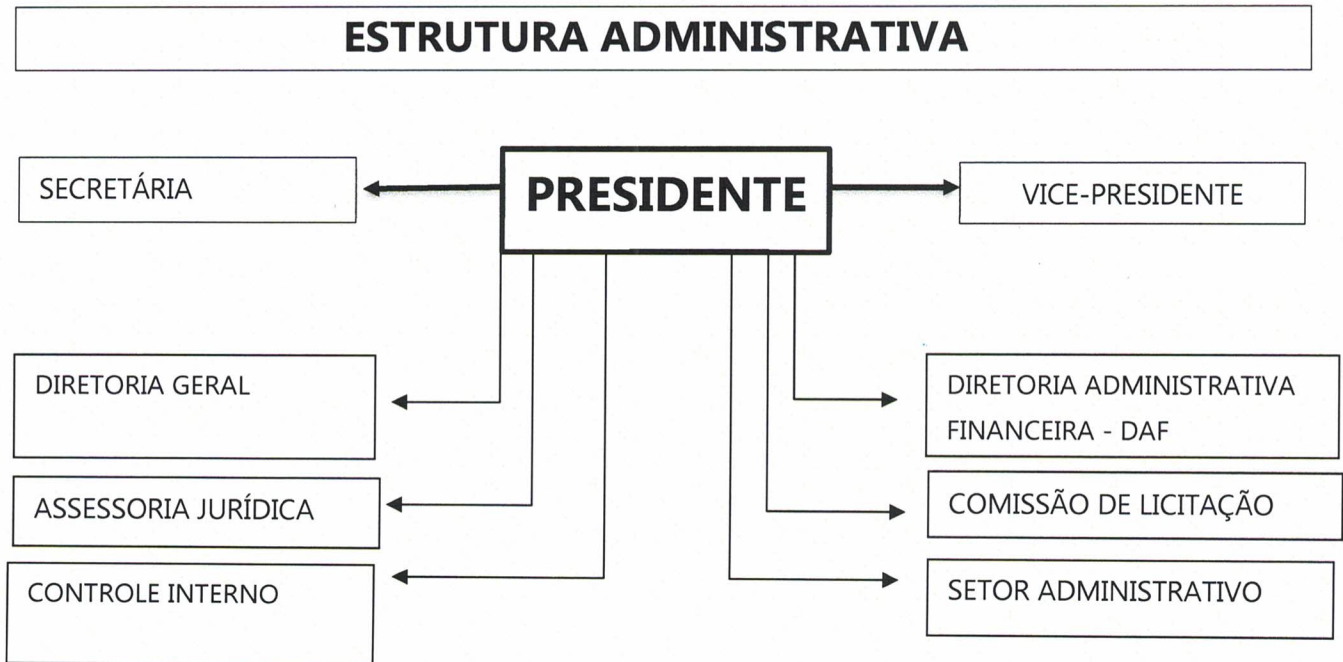 ESTRUTURA ADMINISTRATIVA
SECRETÁRIA
PRESIDENTE
VICE-PRESIDENTE
DIRETORIA GERAL
DIRETORIA ADMINISTRATIVA
FINANCEIRA - DAF
ASSESSORIA JURÍDICA
COMISSÃO DE LICITAÇÃO
CONTROLE INTERNO
SETOR ADMINISTRATIVO